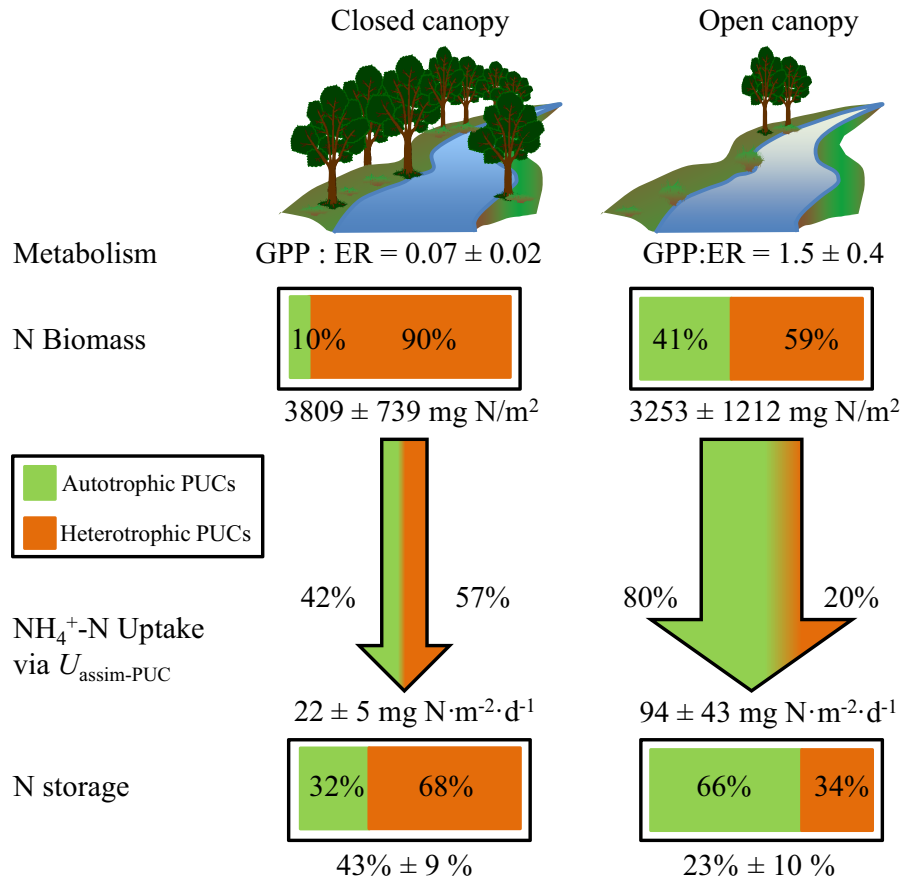 Closed canopy
Open canopy
Metabolism
GPP : ER = 0.07 ± 0.02
GPP:ER = 1.5 ± 0.4
N Biomass
10%
90%
41%
59%
3809 ± 739 mg N/m²
3253 ± 1212 mg N/m²
Autotrophic PUCs
Heterotrophic PUCs
42%
57%
80%
20%
NH₄⁺-N Uptake
via U_assim-PUC
22 ± 5 mg N·m⁻²·d⁻¹
94 ± 43 mg N·m⁻²·d⁻¹
N storage
32%
68%
66%
34%
43% ± 9 %
23% ± 10 %